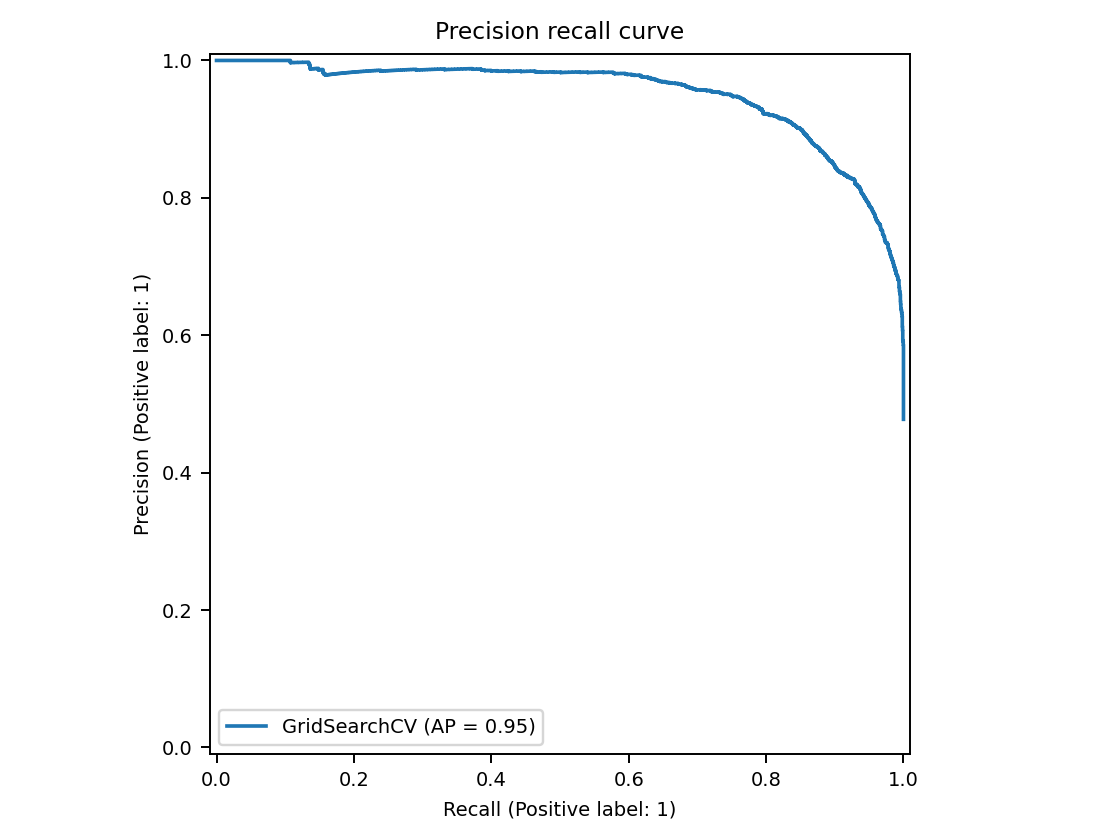 Precision recall curve
1.0
0.8
0.6
0.4
0.2
0.0
Precision (Positive label: 1)
GridSearchCV (AP = 0.95)
0.0 0.2 0.4 0.6 0.8 1.0
Recall (Positive label: 1)